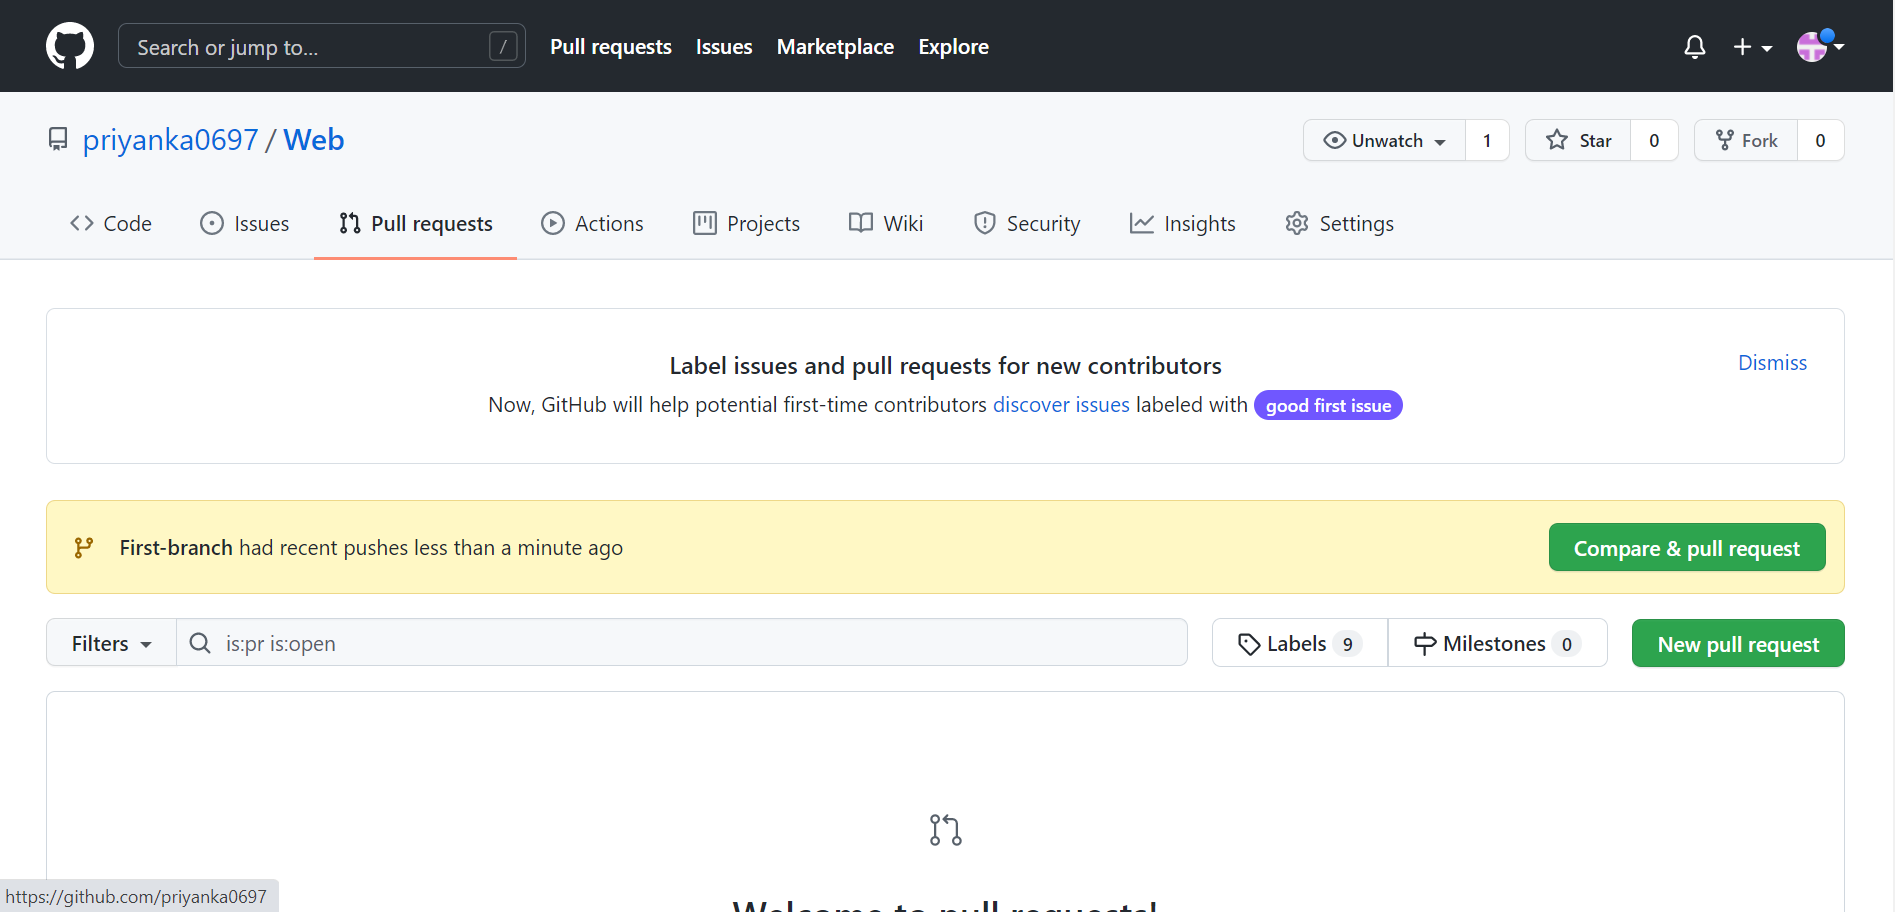 Search or jump to... / Pull requests Issues Marketplace Explore
priyanka0697 / Web Unwatch 1 Star 0 Fork 0
Code Issues Pull requests Actions Projects Wiki Security Insights Settings
Label issues and pull requests for new contributors Dismiss
Now, GitHub will help potential first-time contributors discover issues labeled with good first issue
First-branch had recent pushes less than a minute ago Compare & pull request
Filters is:pr is:open Labels 9 Milestones 0 New pull request
Welcome to pull requests!
https://github.com/priyanka0697